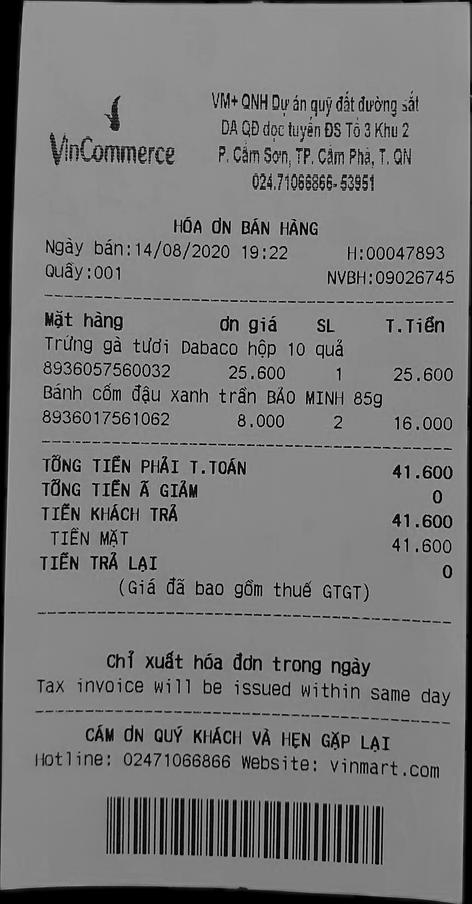 VinCommerce
VM+ QNH Dự án quỹ đất đường sắt
DA QĐ dọc tuyến ĐS Tổ 3 Khu 2
P. Cẩm Sơn, TP. Cẩm Phả, T. QN
024.71066866-53951
HÓA ƠN BÁN HÀNG
Ngày bán:14/08/2020 19:22 H:00047893
Quầy:001 NVBH:09026745
Mặt hàng ơn giá SL T.Tiền
Trứng gà tươi Dabaco hộp 10 quả
8936057560032 25.600 1 25.600
Bánh cốm đậu xanh trần BẢO MINH 85g
8936017561062 8.000 2 16.000
TỔNG TIỀN PHẢI T.TOÁN 41.600
TỔNG TIỀN Ã GIẢM 0
TIỀN KHÁCH TRẢ 41.600
TIỀN MẶT 41.600
TIỀN TRẢ LẠI 0
(Giá đã bao gồm thuế GTGT)
Chỉ xuất hóa đơn trong ngày
Tax invoice will be issued within same day
CÁM ƠN QUÝ KHÁCH VÀ HẸN GẶP LẠI
Hotline: 02471066866 Website: vinmart.com